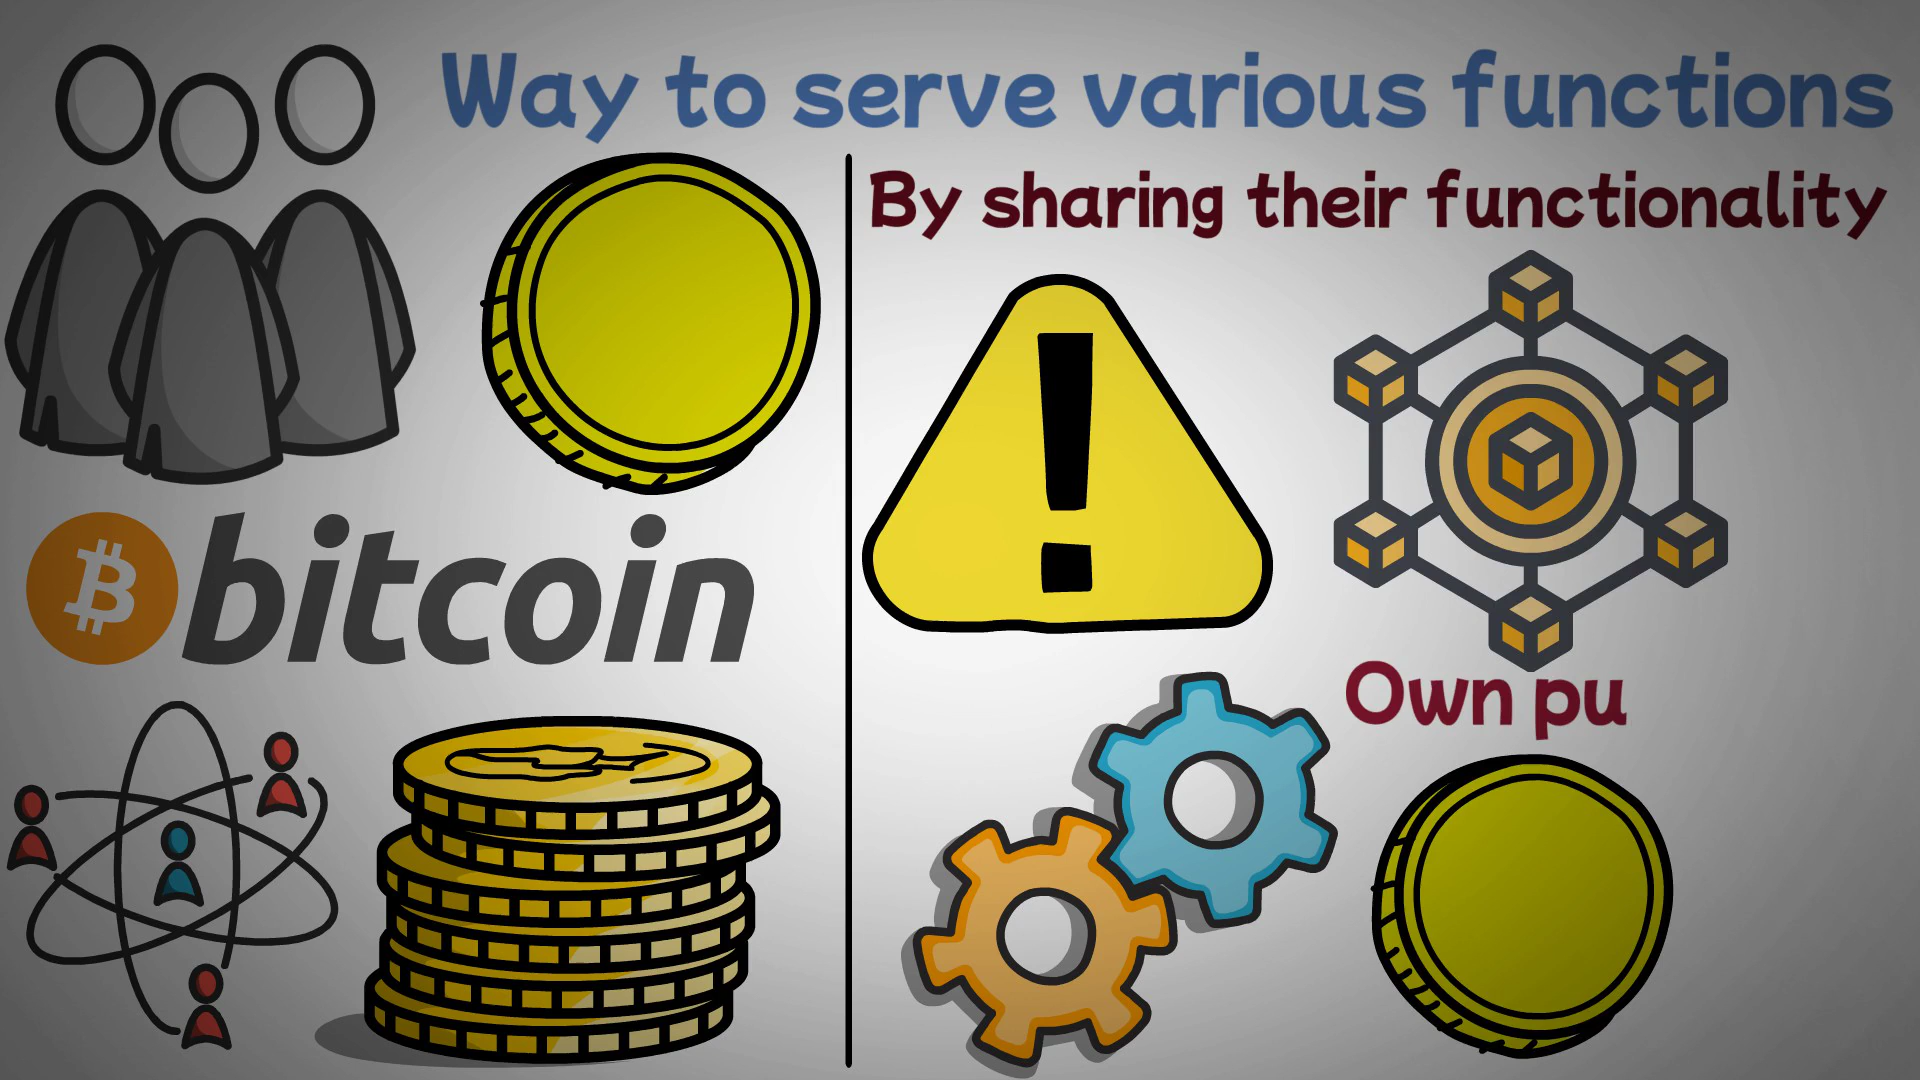 Way to serve various functions
By sharing their functionality
bitcoin
Own pu